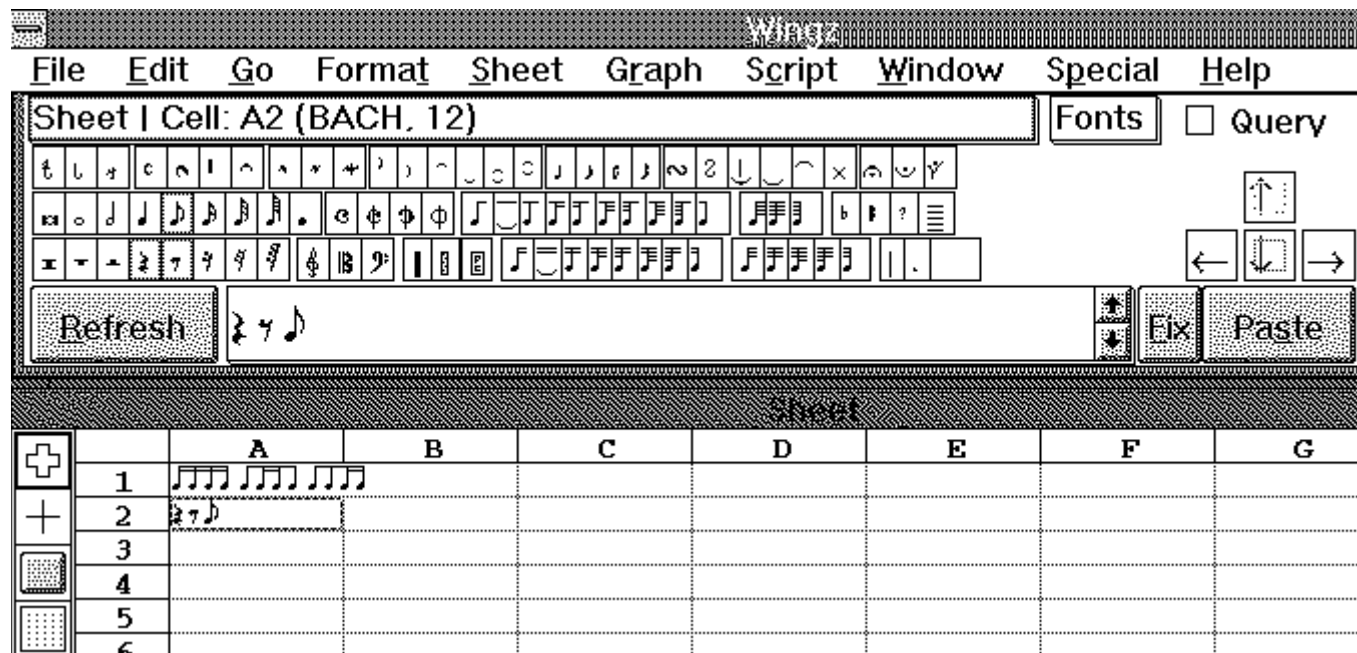 Wingz
File Edit Go Format Sheet Graph Script Window Special Help
Sheet | Cell: A2 (BACH, 12) Fonts Query
Refresh Fix Paste
Sheet
A B C D E F G
1
2
3
4
5
6